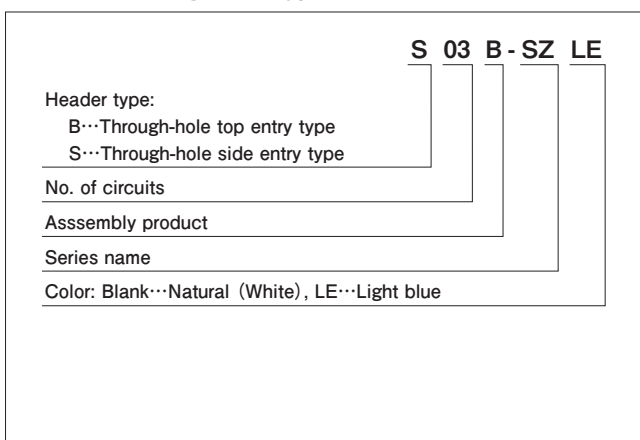 S 03 B - SZ LE
Header type:
B···Through-hole top entry type
S···Through-hole side entry type
No. of circuits
Asssembly product
Series name
Color: Blank···Natural (White), LE···Light blue